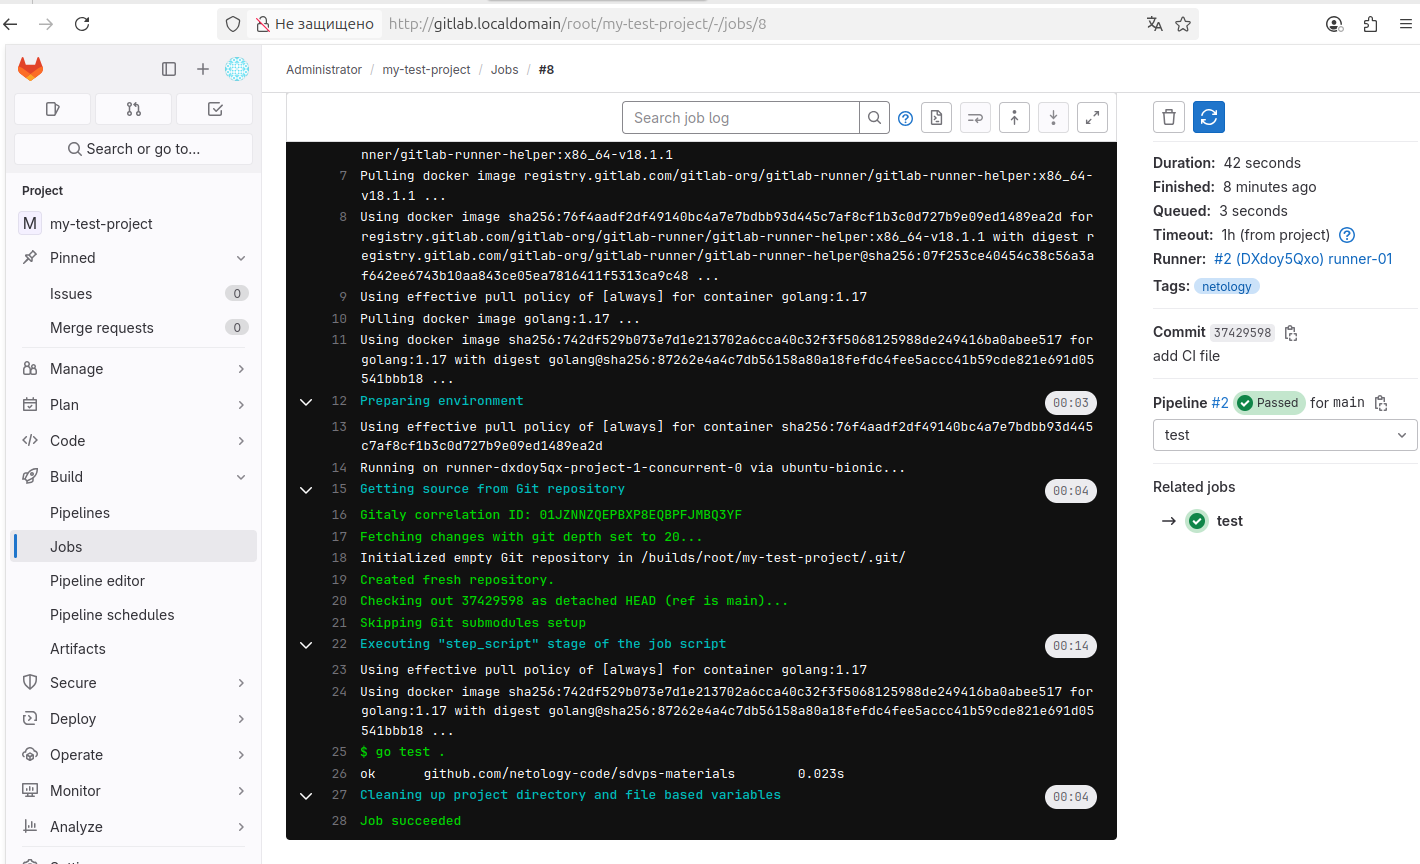 Не защищено
http://gitlab.localdomain/root/my-test-project/-/jobs/8
Administrator / my-test-project / Jobs / #8
Search or go to...
Project
M my-test-project
Pinned
Issues 0
Merge requests 0
Manage
Plan
Code
Build
Pipelines
Jobs
Pipeline editor
Pipeline schedules
Artifacts
Secure
Deploy
Operate
Monitor
Analyze
Search job log
nner/gitlab-runner-helper:x86_64-v18.1.1
7 Pulling docker image registry.gitlab.com/gitlab-org/gitlab-runner/gitlab-runner-helper:x86_64-
v18.1.1 ...
8 Using docker image sha256:76f4aadf2df49140bc4a7e7bdbb93d445c7af8cf1b3c0d727b9e09ed1489ea2d for
registry.gitlab.com/gitlab-org/gitlab-runner/gitlab-runner-helper:x86_64-v18.1.1 with digest r
egistry.gitlab.com/gitlab-org/gitlab-runner/gitlab-runner-helper@sha256:07f253ce40454c38c56a3a
f642ee6743b10aa843ce05ea7816411f5313ca9c48 ...
9 Using effective pull policy of [always] for container golang:1.17
10 Pulling docker image golang:1.17 ...
11 Using docker image sha256:742df529b073e7d1e213702a6cca40c32f3f5068125988de249416ba0abee517 for
golang:1.17 with digest golang@sha256:87262e4a4c7db56158a80a18fefdc4fee5accc41b59cde821e691d05
541bbb18 ...
12 Preparing environment 00:03
13 Using effective pull policy of [always] for container sha256:76f4aadf2df49140bc4a7e7bdbb93d445
c7af8cf1b3c0d727b9e09ed1489ea2d
14 Running on runner-dxdoy5qx-project-1-concurrent-0 via ubuntu-bionic...
15 Getting source from Git repository 00:04
16 Gitaly correlation ID: 01JZNNZQEPBXP8EQBPFJMBQ3YF
17 Fetching changes with git depth set to 20...
18 Initialized empty Git repository in /builds/root/my-test-project/.git/
19 Created fresh repository.
20 Checking out 37429598 as detached HEAD (ref is main)...
21 Skipping Git submodules setup
22 Executing "step_script" stage of the job script 00:14
23 Using effective pull policy of [always] for container golang:1.17
24 Using docker image sha256:742df529b073e7d1e213702a6cca40c32f3f5068125988de249416ba0abee517 for
golang:1.17 with digest golang@sha256:87262e4a4c7db56158a80a18fefdc4fee5accc41b59cde821e691d05
541bbb18 ...
25 $ go test .
26 ok github.com/netology-code/sdvps-materials 0.023s
27 Cleaning up project directory and file based variables 00:04
28 Job succeeded
Duration: 42 seconds
Finished: 8 minutes ago
Queued: 3 seconds
Timeout: 1h (from project)
Runner: #2 (DXdoy5Qxo) runner-01
Tags: netology
Commit 37429598
add CI file
Pipeline #2 Passed for main
test
Related jobs
→ test